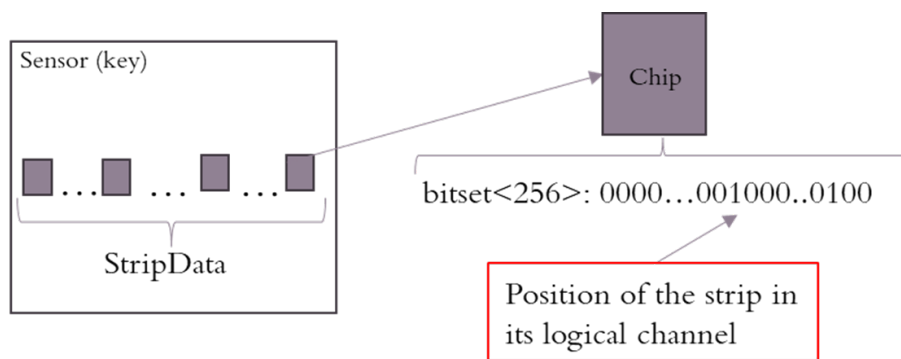 Sensor (key)
... ... ...
StripData
Chip
bitset<256>: 0000...001000..0100
Position of the strip in
its logical channel